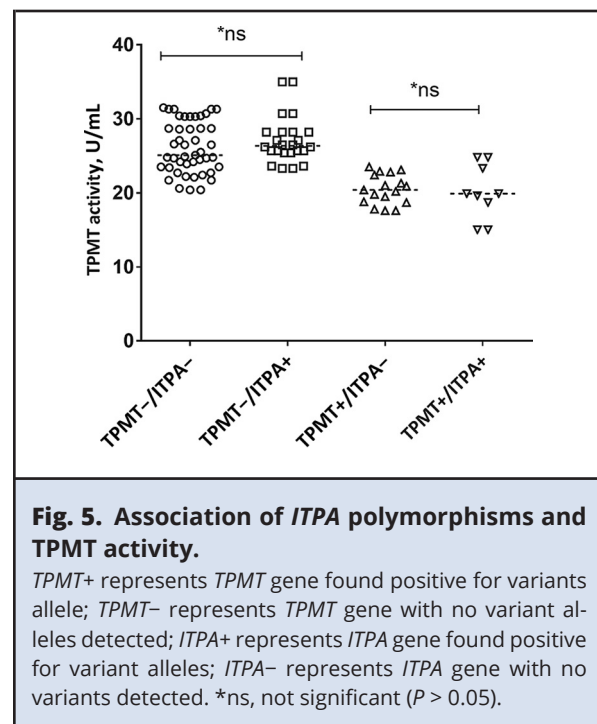 *ns
*ns
TPMT activity, U/mL
40
30
20
10
0
TPMT−/ITPA−
TPMT−/ITPA+
TPMT+/ITPA−
TPMT+/ITPA+
Fig. 5. Association of ITPA polymorphisms and
TPMT activity.
TPMT+ represents TPMT gene found positive for variants
allele; TPMT− represents TPMT gene with no variant al-
leles detected; ITPA+ represents ITPA gene found positive
for variant alleles; ITPA− represents ITPA gene with no
variants detected. *ns, not significant (P > 0.05).